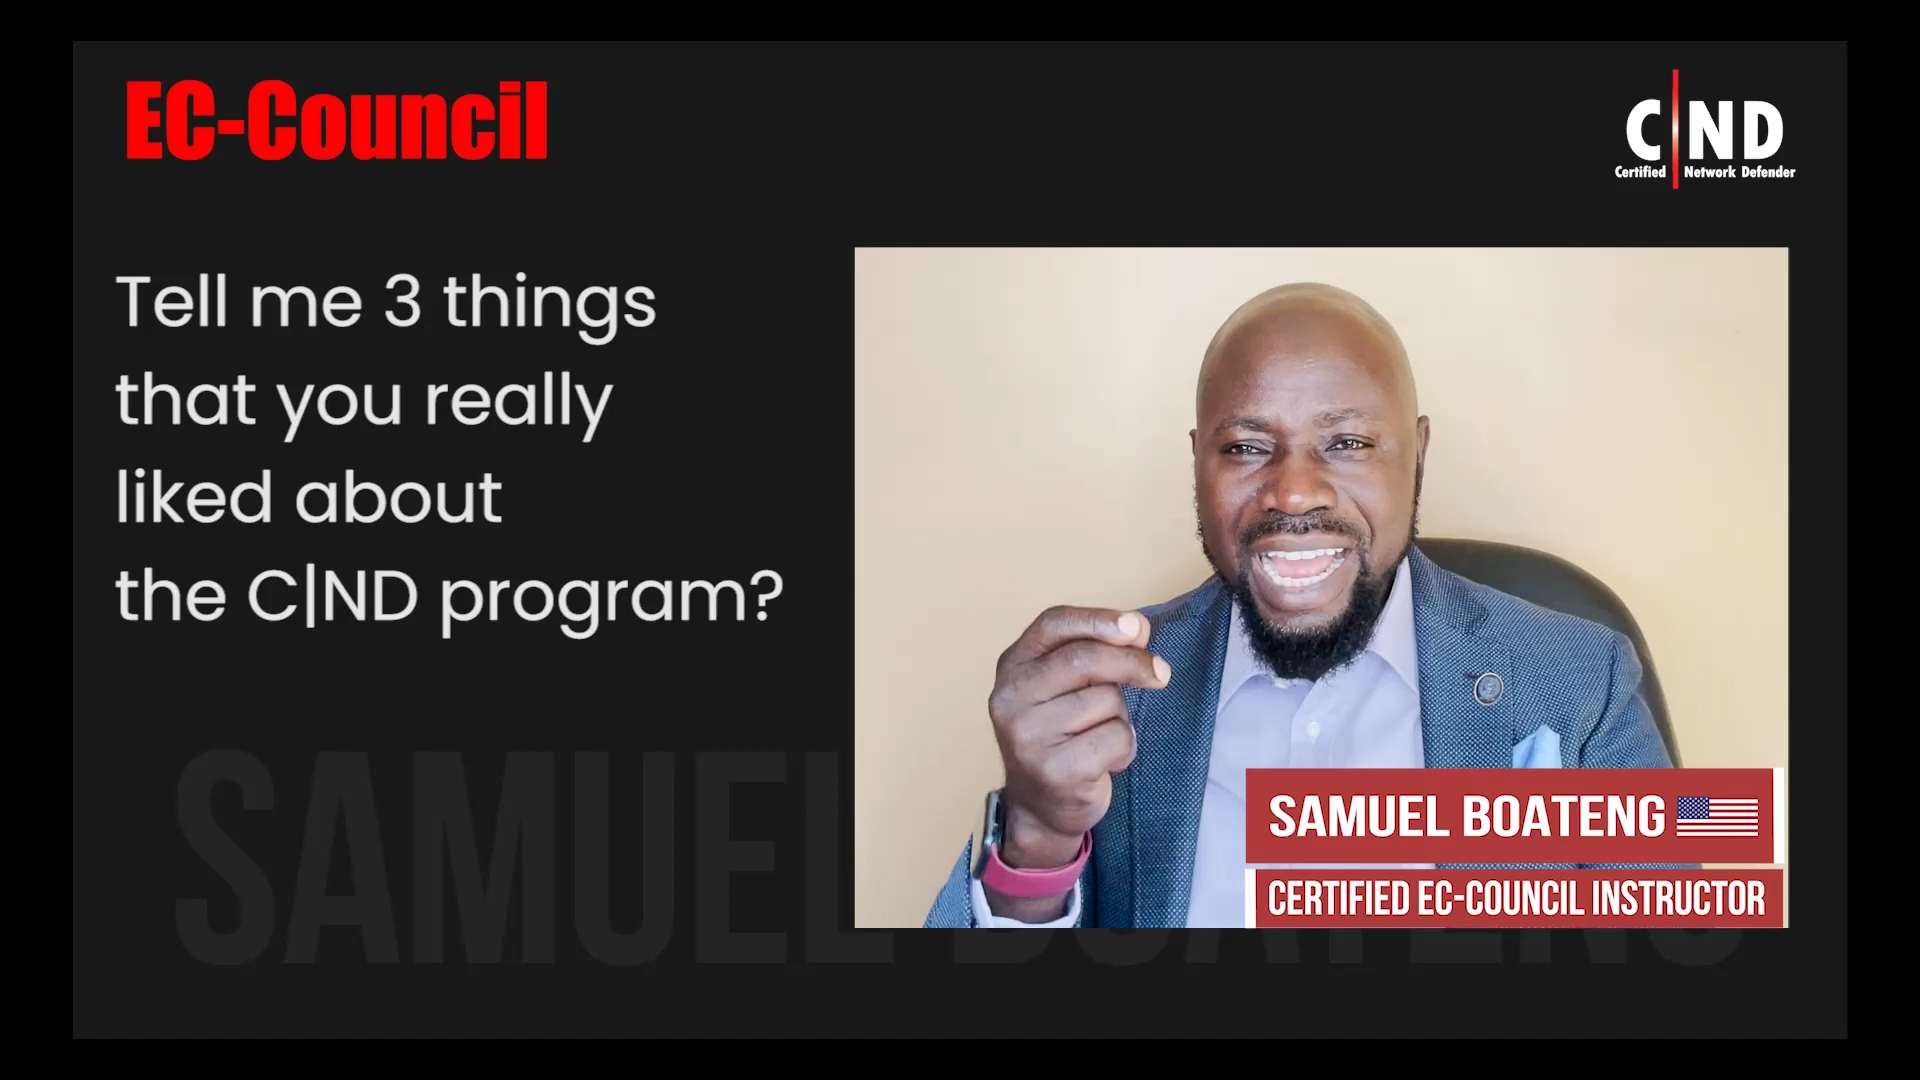 EC-Council
C|ND
Certified Network Defender
Tell me 3 things
that you really
liked about
the C|ND program?
SAMUEL BOATENG
SAMUEL BOATENG
CERTIFIED EC-COUNCIL INSTRUCTOR